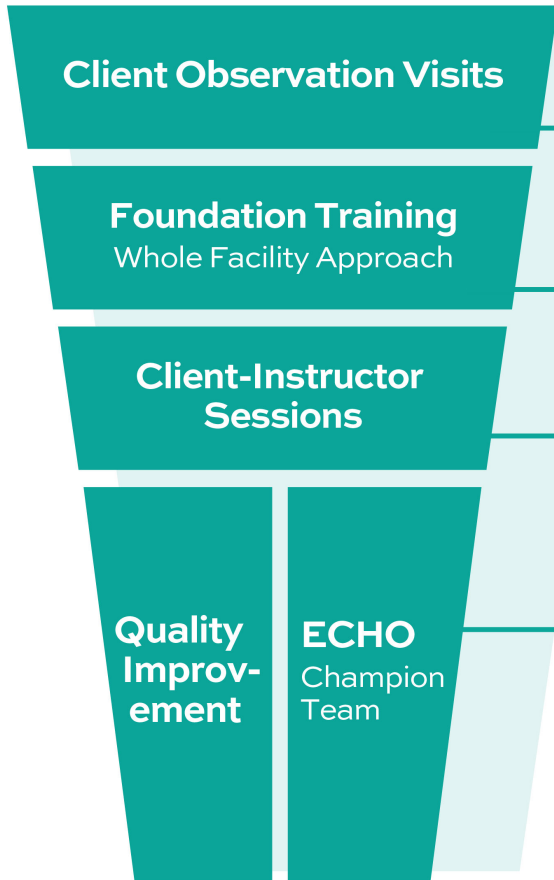 Client Observation Visits
Foundation Training
Whole Facility Approach
Client-Instructor
Sessions
Quality
Improv-
ement
ECHO
Champion
Team